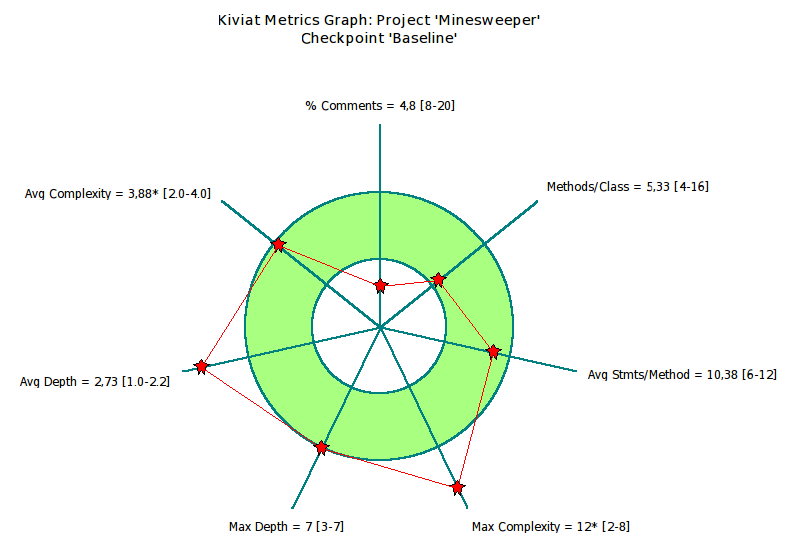 Kiviat Metrics Graph: Project 'Minesweeper'
Checkpoint 'Baseline'
% Comments = 4,8 [8-20]
Methods/Class = 5,33 [4-16]
Avg Complexity = 3,88* [2.0-4.0]
Avg Stmts/Method = 10,38 [6-12]
Avg Depth = 2,73 [1.0-2.2]
Max Depth = 7 [3-7]
Max Complexity = 12* [2-8]